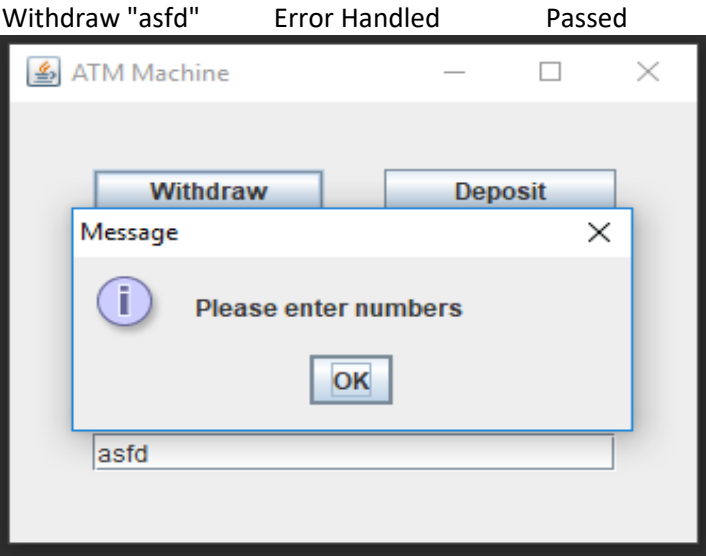 Withdraw "asfd" Error Handled Passed
ATM Machine
Withdraw Deposit
Message
i
Please enter numbers
OK
asfd